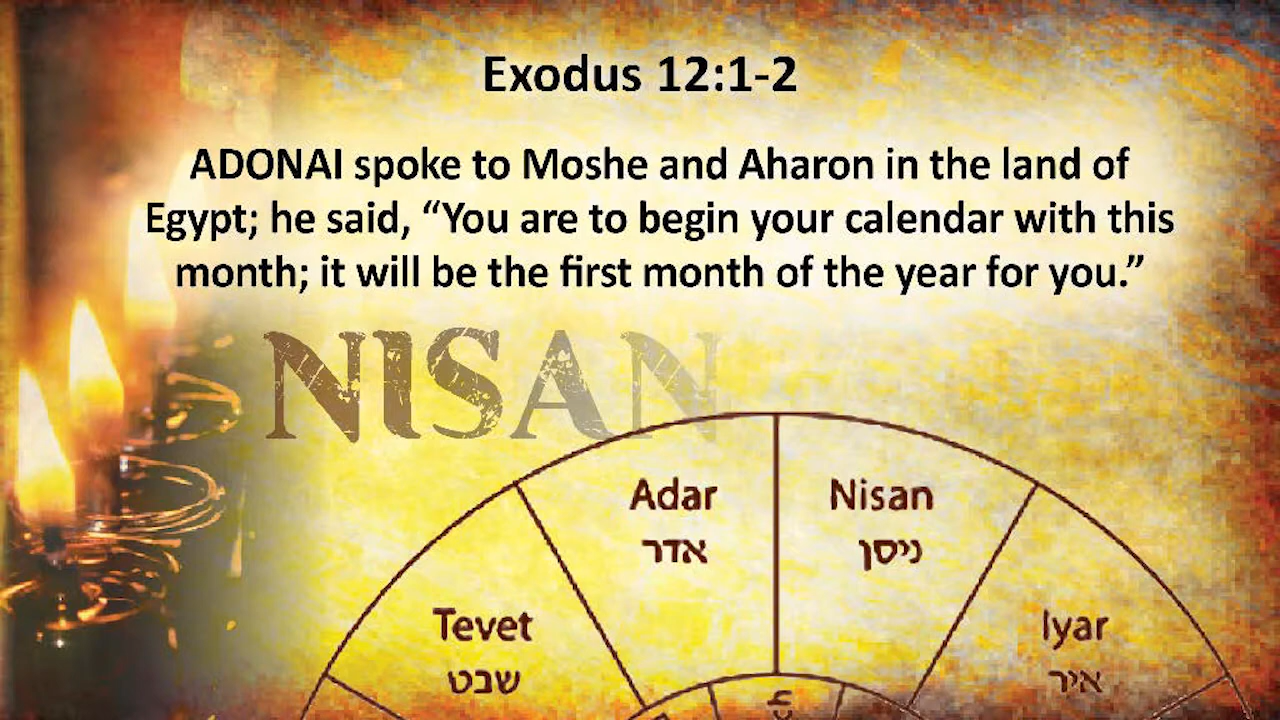 Exodus 12:1-2
ADONAI spoke to Moshe and Aharon in the land of
Egypt; he said, “You are to begin your calendar with this
month; it will be the first month of the year for you.”
NISAN
Adar
אדר
Nisan
ניסן
Tevet
שבט
Iyar
אייר